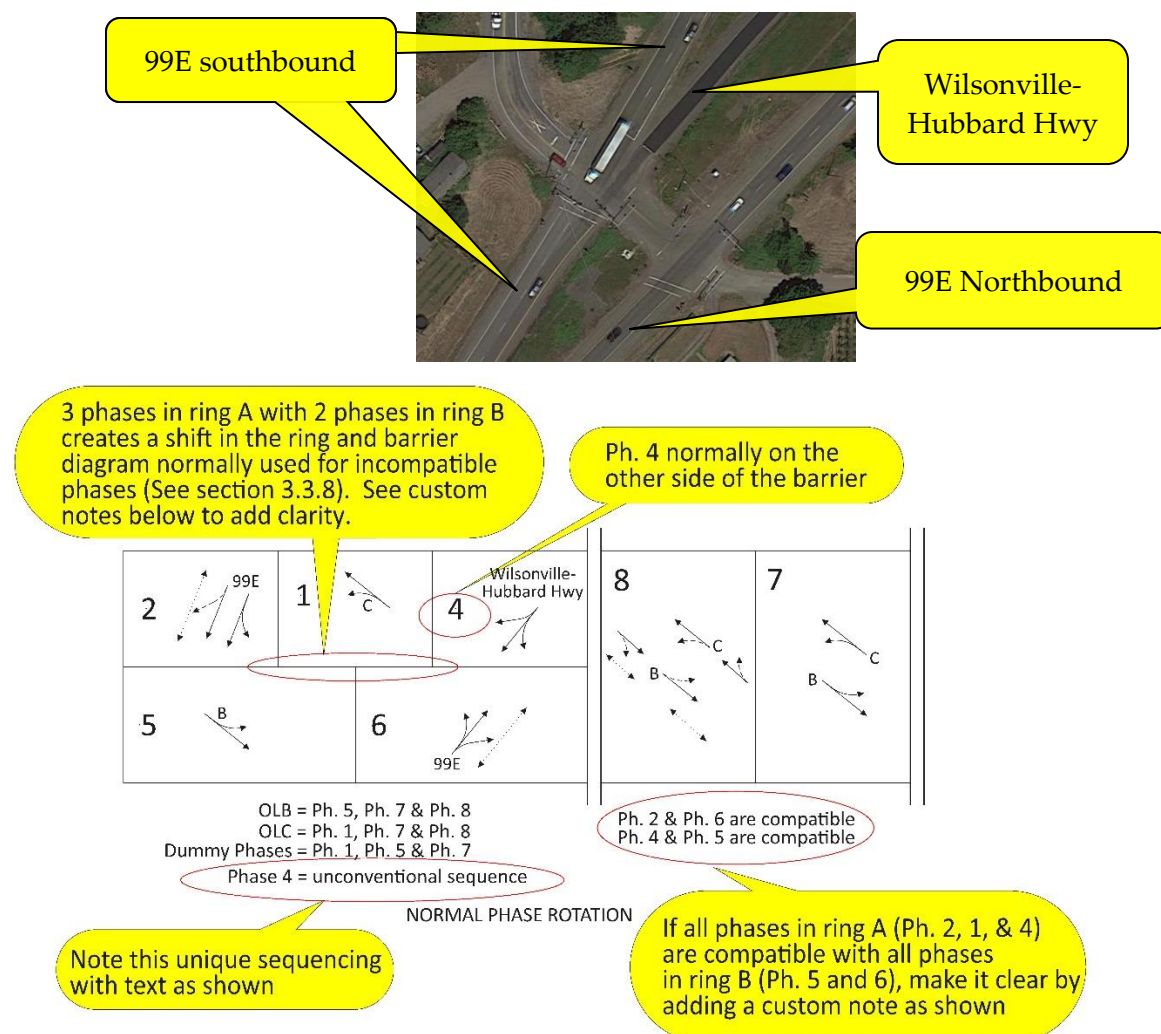 99E southbound
Wilsonville-
Hubbard Hwy
99E Northbound
3 phases in ring A with 2 phases in ring B
creates a shift in the ring and barrier
diagram normally used for incompatible
phases (See section 3.3.8).  See custom
notes below to add clarity.
Ph. 4 normally on the
other side of the barrier
2
99E
1
C
4
Wilsonville-
Hubbard Hwy
8
C
B
7
C
B
5
B
6
99E
OLB = Ph. 5, Ph. 7 & Ph. 8
OLC = Ph. 1, Ph. 7 & Ph. 8
Dummy Phases = Ph. 1, Ph. 5 & Ph. 7
Phase 4 = unconventional sequence
Ph. 2 & Ph. 6 are compatible
Ph. 4 & Ph. 5 are compatible
NORMAL PHASE ROTATION
Note this unique sequencing
with text as shown
If all phases in ring A (Ph. 2, 1, & 4)
are compatible with all phases
in ring B (Ph. 5 and 6), make it clear by
adding a custom note as shown